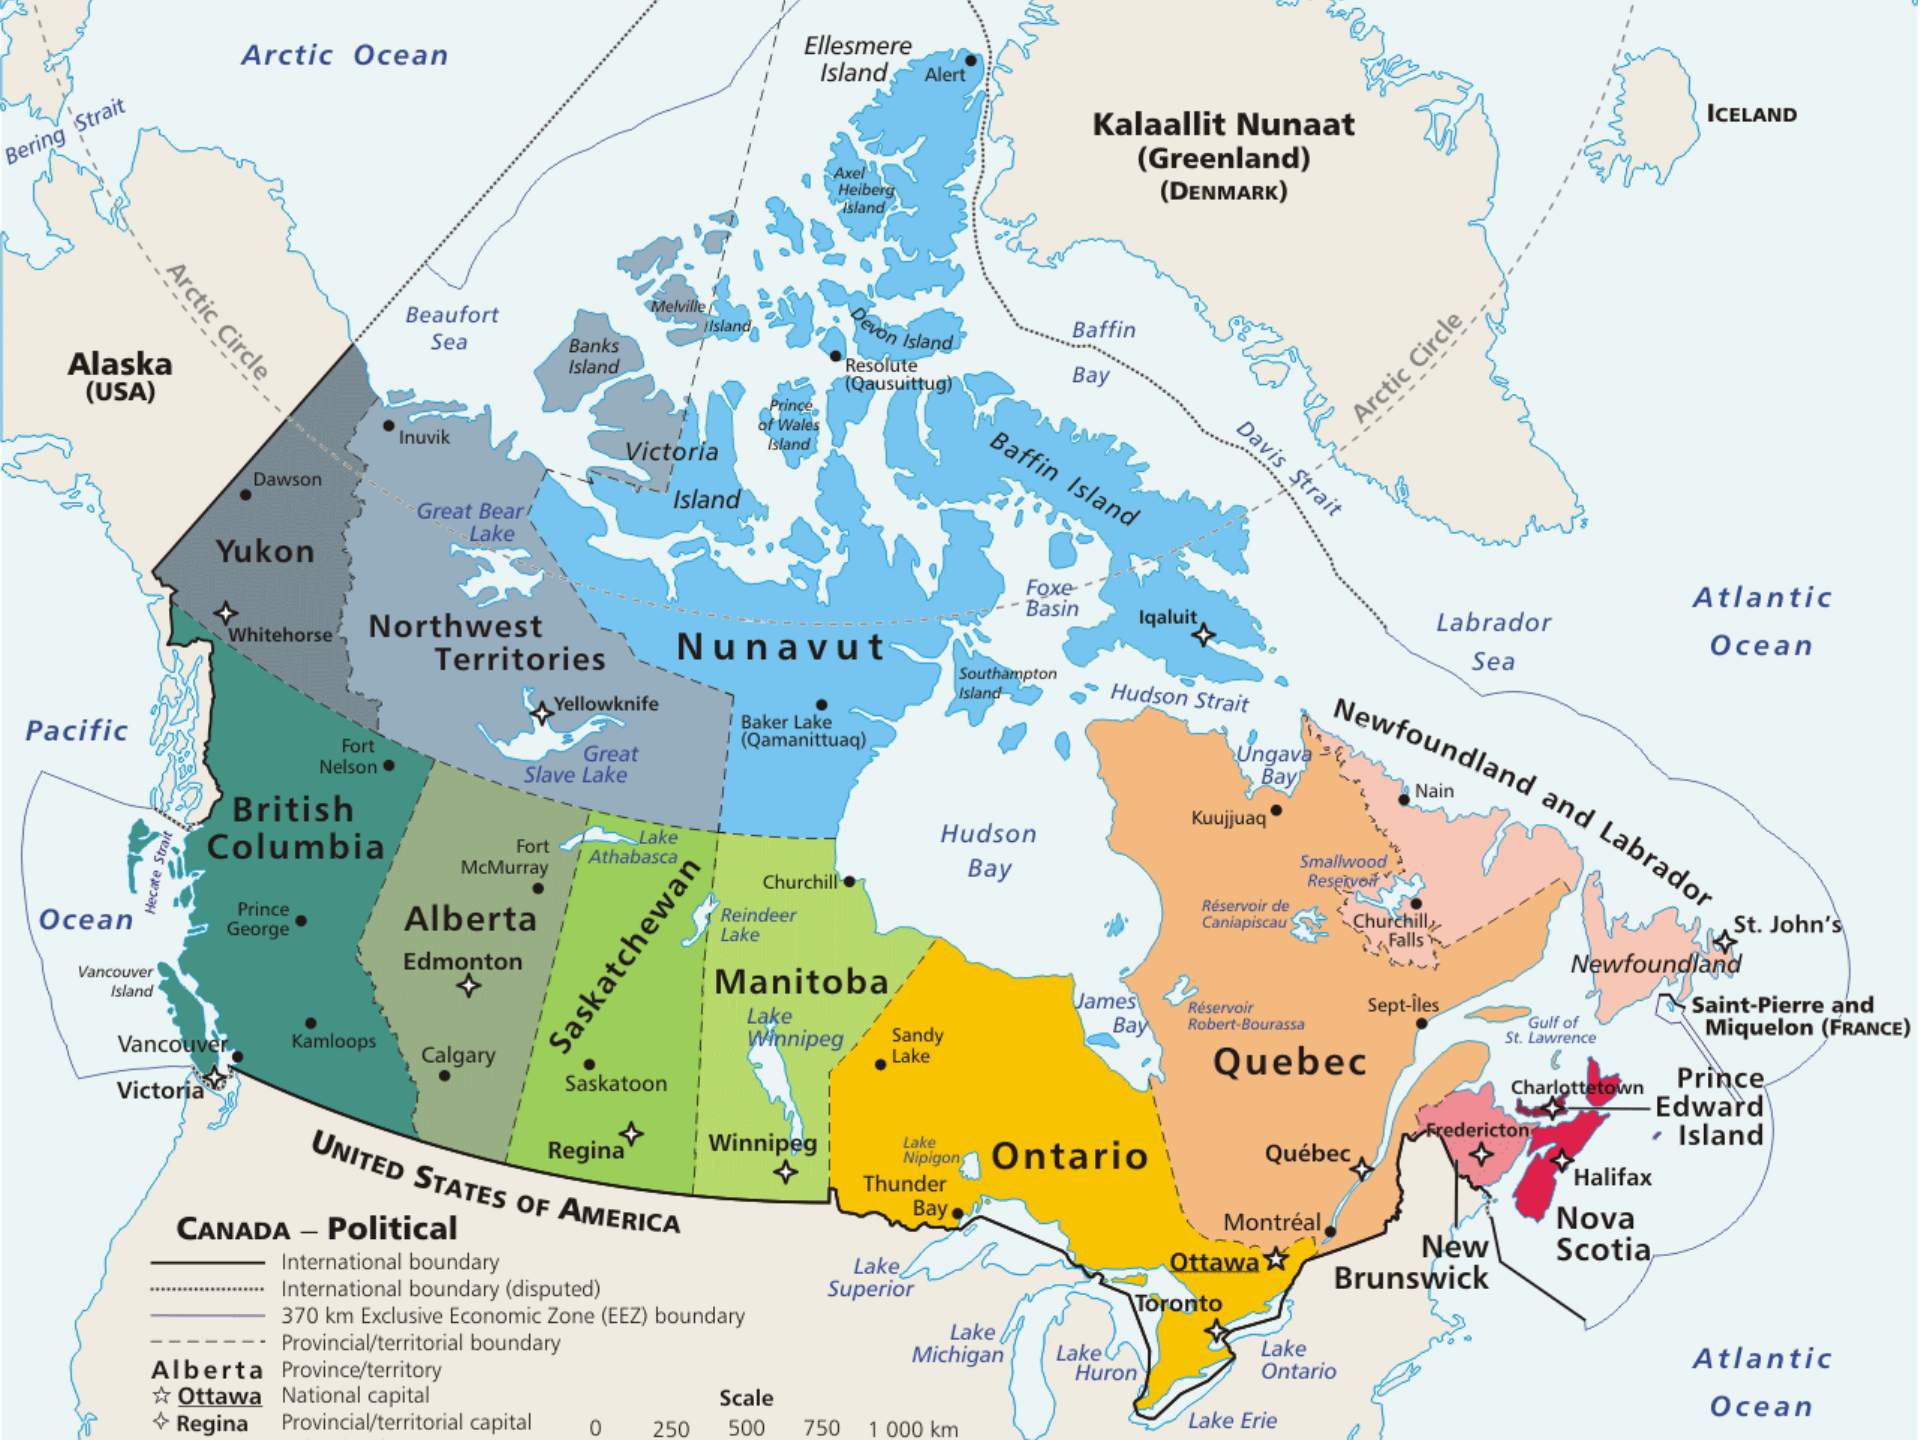 Arctic Ocean
Bering Strait
Ellesmere
Island
Alert
Kalaallit Nunaat
(Greenland)
(DENMARK)
ICELAND
Axel
Heiberg
Island
Arctic Circle
Beaufort
Sea
Melville
Island
Devon Island
Baffin
Bay
Arctic Circle
Alaska
(USA)
Banks
Island
Resolute
(Qausuittug)
Prince
of Wales
Island
Inuvik
Victoria
Island
Baffin Island
Davis Strait
Dawson
Great Bear
Lake
Yukon
Foxe
Basin
Atlantic
Ocean
Whitehorse
Northwest
Territories
Nunavut
Iqaluit
Labrador
Sea
Southampton
Island
Hudson Strait
Yellowknife
Baker Lake
(Qamanittuaq)
Pacific
Ocean
Fort
Nelson
Great
Slave Lake
Ungava
Bay
Newfoundland and Labrador
Nain
Kuujjuaq
British
Columbia
Hecate Strait
Fort
McMurray
Lake
Athabasca
Hudson
Bay
Smallwood
Reservoir
Churchill
Prince
George
Alberta
Edmonton
Saskatchewan
Reindeer
Lake
Réservoir de
Caniapiscau
Churchill
Falls
St. John's
Newfoundland
Vancouver
Island
Manitoba
Lake
Winnipeg
James
Bay
Réservoir
Robert-Bourassa
Sept-Îles
Saint-Pierre and
Miquelon (FRANCE)
Gulf of
St. Lawrence
Vancouver
Victoria
Kamloops
Calgary
Saskatoon
Sandy
Lake
Quebec
Charlottetown
Prince
Edward
Island
Regina
Winnipeg
Lake
Nipigon
Ontario
Québec
Fredericton
Halifax
Thunder
Bay
Montréal
Nova
Scotia
New
Brunswick
UNITED STATES OF AMERICA
Ottawa
Lake
Superior
Toronto
Lake
Michigan
Lake
Huron
Lake
Ontario
Lake Erie
Atlantic
Ocean
CANADA – Political
International boundary
International boundary (disputed)
370 km Exclusive Economic Zone (EEZ) boundary
Provincial/territorial boundary
Alberta Province/territory
Ottawa National capital
Regina Provincial/territorial capital
Scale
0 250 500 750 1 000 km